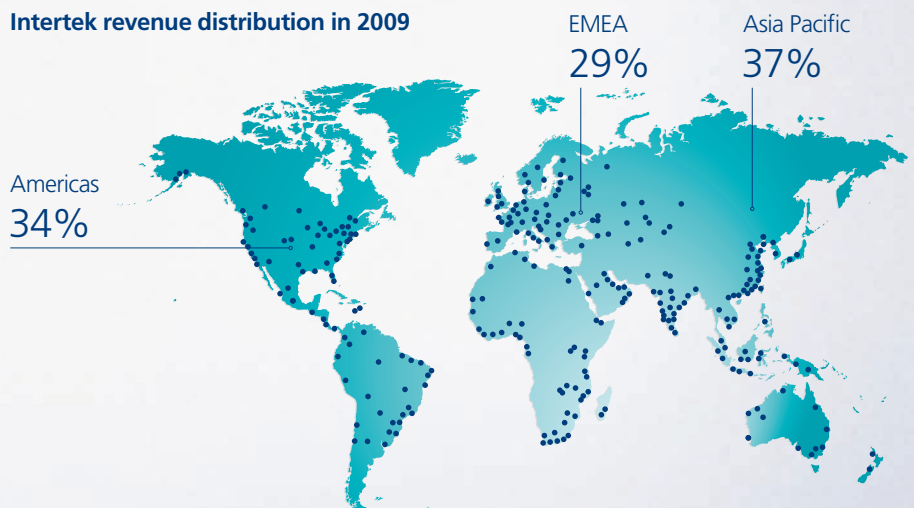 Intertek revenue distribution in 2009
EMEA
29%
Asia Pacific
37%
Americas
34%